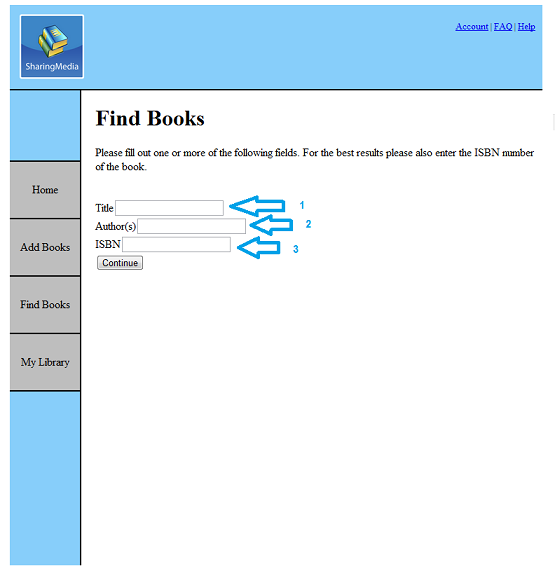 Account | FAQ | Help
SharingMedia
Find Books
Please fill out one or more of the following fields. For the best results please also enter the ISBN number
of the book.
Home
Title 1
Author(s) 2
Add Books
ISBN 3
Continue
Find Books
My Library